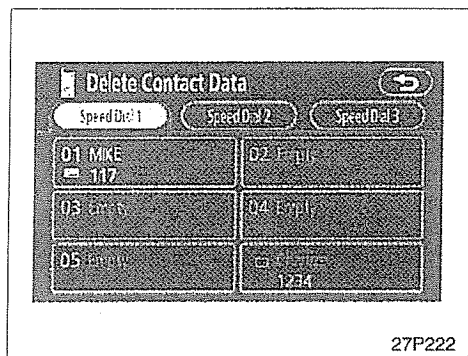 Delete Contact Data
Speed Dial 1 Speed Dial 2 Speed Dial 3
01 MIKE 02 Empty
117
03 Empty 04 Empty
05 Empty
1234
27P222